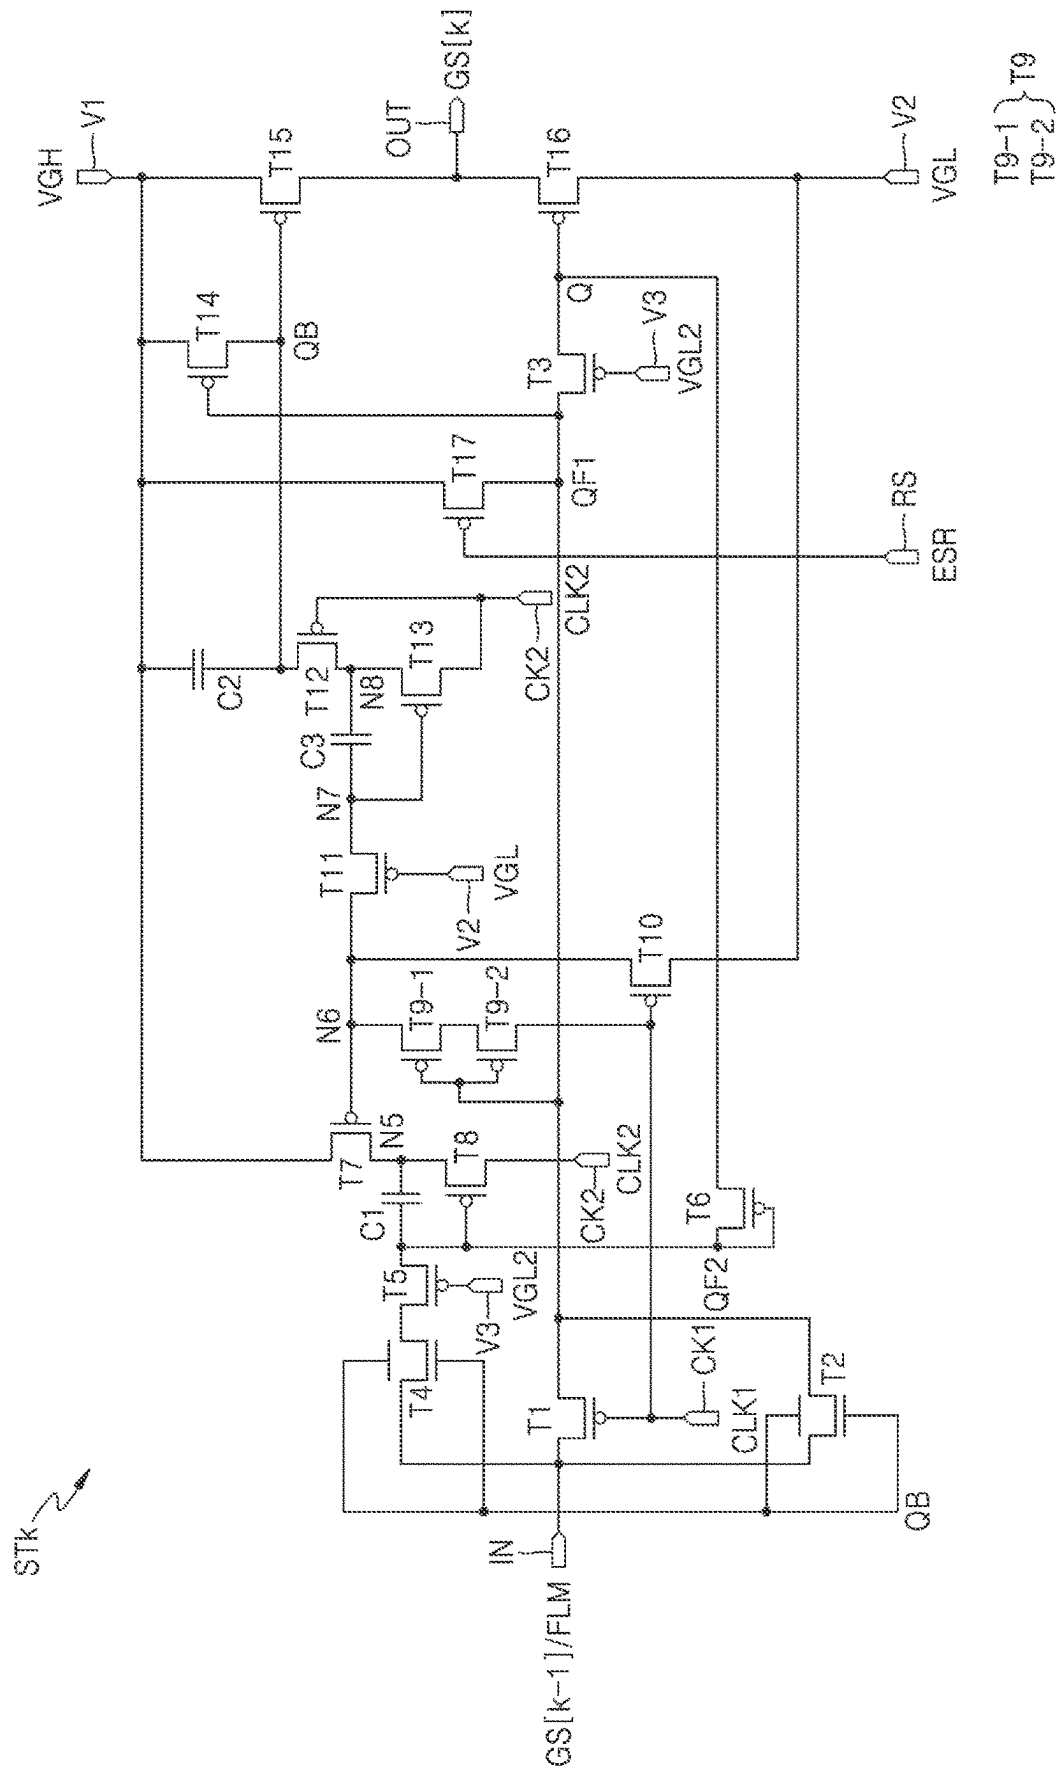 STk
VGH
V1
T15
OUT
GS[k]
T16
VGL
V2
T9-1
T9-2
T9
T14
QB
Q
T3
V3
VGL2
T17
QF1
RS
ESR
C2
T12
N8
T13
CK2
CLK2
C3
N7
T11
V2
VGL
T10
N6
T9-1
T9-2
T7
N5
T8
C1
CK2
CLK2
T6
QF2
T5
V3
VGL2
T4
T1
CK1
CLK1
T2
QB
IN
GS[k-1]/FLM